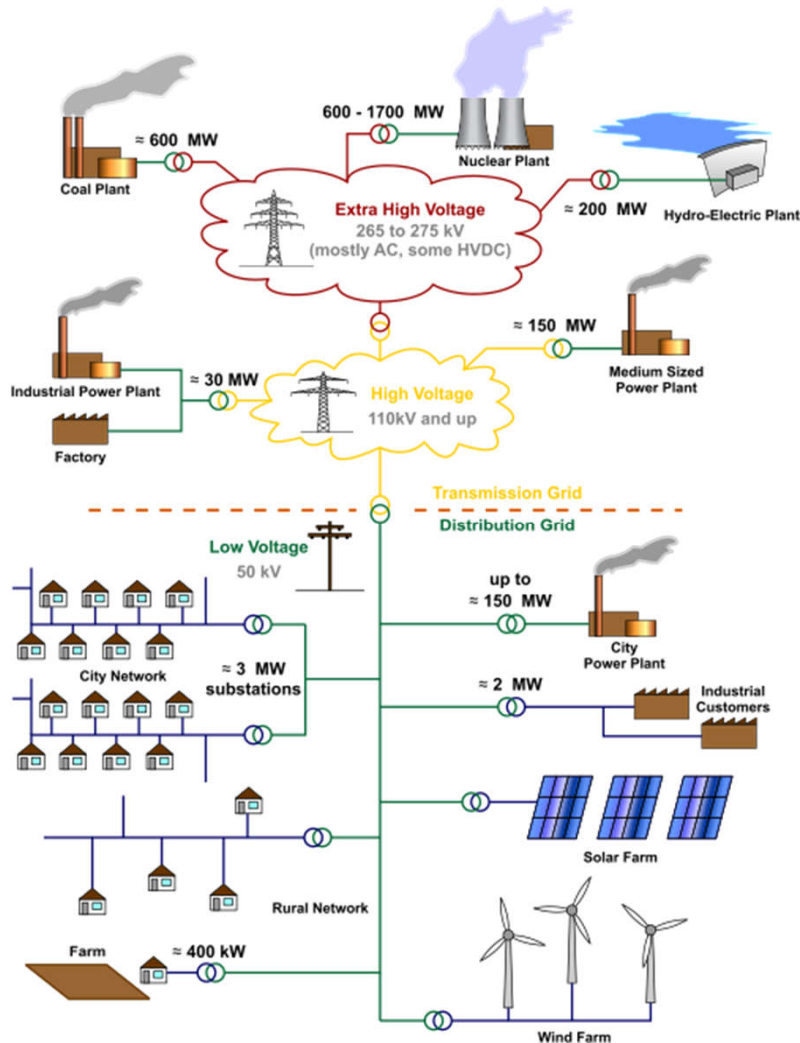 ≈ 600 MW
Coal Plant
600 - 1700 MW
Nuclear Plant
≈ 200 MW
Hydro-Electric Plant
Extra High Voltage
265 to 275 kV
(mostly AC, some HVDC)
≈ 150 MW
Medium Sized
Power Plant
Industrial Power Plant
≈ 30 MW
Factory
High Voltage
110kV and up
Transmission Grid
Distribution Grid
Low Voltage
50 kV
City Network
≈ 3 MW
substations
up to
≈ 150 MW
City
Power Plant
≈ 2 MW
Industrial
Customers
Solar Farm
Rural Network
Farm
≈ 400 kW
Wind Farm